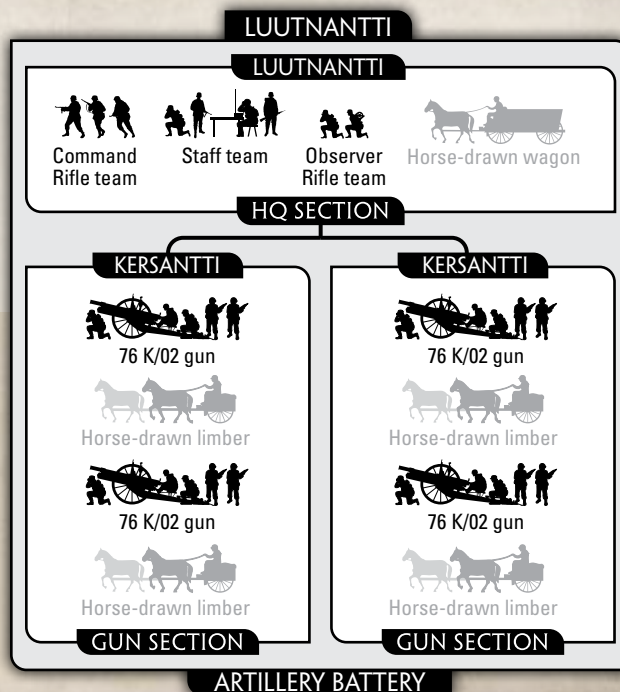 LUUTNANTTI
LUUTNANTTI
Command
Rifle team
Staff team
Observer
Rifle team
Horse-drawn wagon
HQ SECTION
KERSANTTI
76 K/02 gun
Horse-drawn limber
76 K/02 gun
Horse-drawn limber
GUN SECTION
KERSANTTI
76 K/02 gun
Horse-drawn limber
76 K/02 gun
Horse-drawn limber
GUN SECTION
ARTILLERY BATTERY